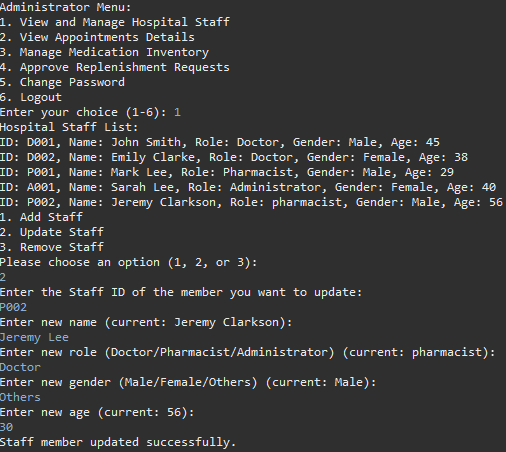 Administrator Menu:
1. View and Manage Hospital Staff
2. View Appointments Details
3. Manage Medication Inventory
4. Approve Replenishment Requests
5. Change Password
6. Logout
Enter your choice (1-6): 1
Hospital Staff List:
ID: D001, Name: John Smith, Role: Doctor, Gender: Male, Age: 45
ID: D002, Name: Emily Clarke, Role: Doctor, Gender: Female, Age: 38
ID: P001, Name: Mark Lee, Role: Pharmacist, Gender: Male, Age: 29
ID: A001, Name: Sarah Lee, Role: Administrator, Gender: Female, Age: 40
ID: P002, Name: Jeremy Clarkson, Role: pharmacist, Gender: Male, Age: 56
1. Add Staff
2. Update Staff
3. Remove Staff
Please choose an option (1, 2, or 3):
2
Enter the Staff ID of the member you want to update:
P002
Enter new name (current: Jeremy Clarkson):
Jeremy Lee
Enter new role (Doctor/Pharmacist/Administrator) (current: pharmacist):
Doctor
Enter new gender (Male/Female/Others) (current: Male):
Others
Enter new age (current: 56):
30
Staff member updated successfully.